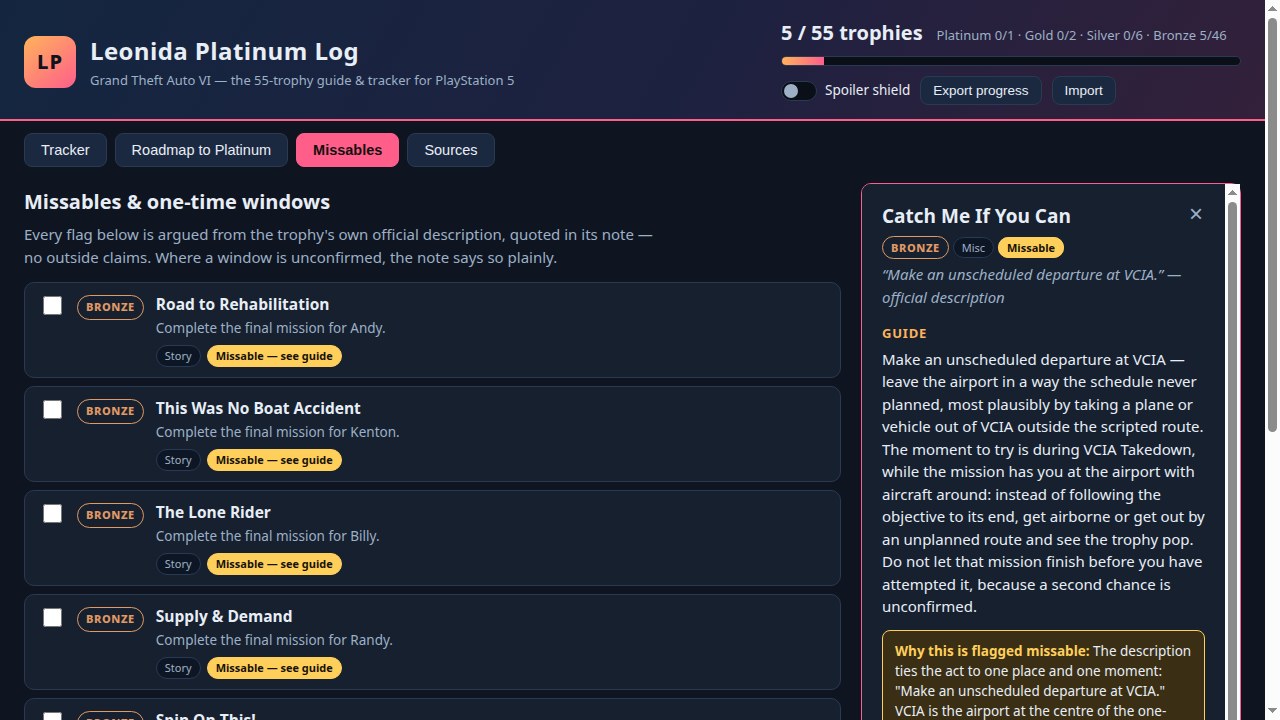 LP
Leonida Platinum Log
Grand Theft Auto VI — the 55-trophy guide & tracker for PlayStation 5
5 / 55 trophies Platinum 0/1 · Gold 0/2 · Silver 0/6 · Bronze 5/46
Spoiler shield Export progress Import
Tracker Roadmap to Platinum Missables Sources
Missables & one-time windows
Every flag below is argued from the trophy's own official description, quoted in its note —
no outside claims. Where a window is unconfirmed, the note says so plainly.
BRONZE Road to Rehabilitation
Complete the final mission for Andy.
Story Missable — see guide
BRONZE This Was No Boat Accident
Complete the final mission for Kenton.
Story Missable — see guide
BRONZE The Lone Rider
Complete the final mission for Billy.
Story Missable — see guide
BRONZE Supply & Demand
Complete the final mission for Randy.
Story Missable — see guide
BRONZE Spin On This!
Catch Me If You Can ✕
BRONZE Misc Missable
“Make an unscheduled departure at VCIA.” —
official description
GUIDE
Make an unscheduled departure at VCIA —
leave the airport in a way the schedule never
planned, most plausibly by taking a plane or
vehicle out of VCIA outside the scripted route.
The moment to try is during VCIA Takedown,
while the mission has you at the airport with
aircraft around: instead of following the
objective to its end, get airborne or get out by
an unplanned route and see the trophy pop.
Do not let that mission finish before you have
attempted it, because a second chance is
unconfirmed.
Why this is flagged missable: The description
ties the act to one place and one moment:
"Make an unscheduled departure at VCIA."
VCIA is the airport at the centre of the one-